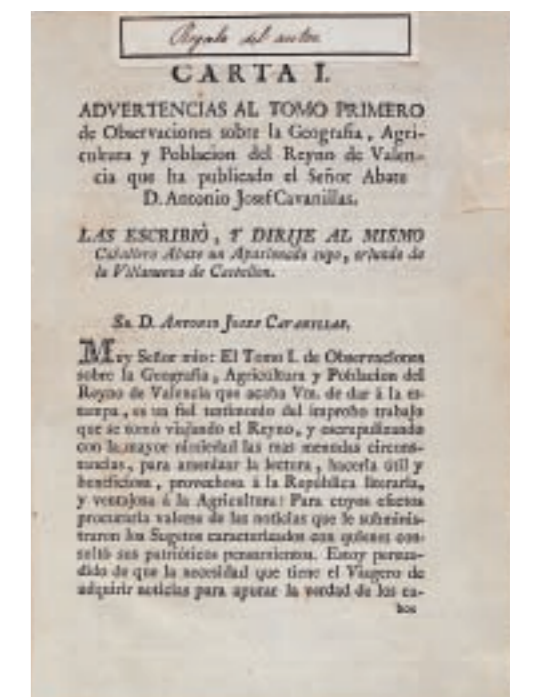 Regalo del autor
CARTA I.
ADVERTENCIAS AL TOMO PRIMERO
de Observaciones sobre la Geografia, Agri-
cultura y Poblacion del Reyno de Valen-
cia que ha publicado el Señor Abate
D. Antonio Josef Cavanillas.
LAS ESCRIBIÓ, Y DIRIJE AL MISMO
Caballero Abate un Apasionado suyo, oriundo de
la Villanueva de Castellon.
SR. D. ANTONIO JOSEF CAVANILLAS.
Muy Señor mio: El Tomo I. de Observaciones
sobre la Geografia, Agricultura y Poblacion del
Reyno de Valencia que acaba Vm. de dar á la es-
tampa, es un fiel testimonio del improbo trabajo
que se tomó viajando el Reyno, y escrupulizando
con la mayor nimiedad las mas menudas circuns-
tancias, para amenizar la lectura, hacerla útil y
beneficiosa, provechosa á la República literaria,
y ventajosa á la Agricultura: Para cuyos efectos
procuraria valerse de las noticias que le subminis-
traron los Sugetos caracterizados con quienes con-
sultó sus patrióticos pensamientos. Estoy persua-
dido de que la necesidad que tiene el Viagero de
adquirir noticias para apurar la verdad de los ca-
bos